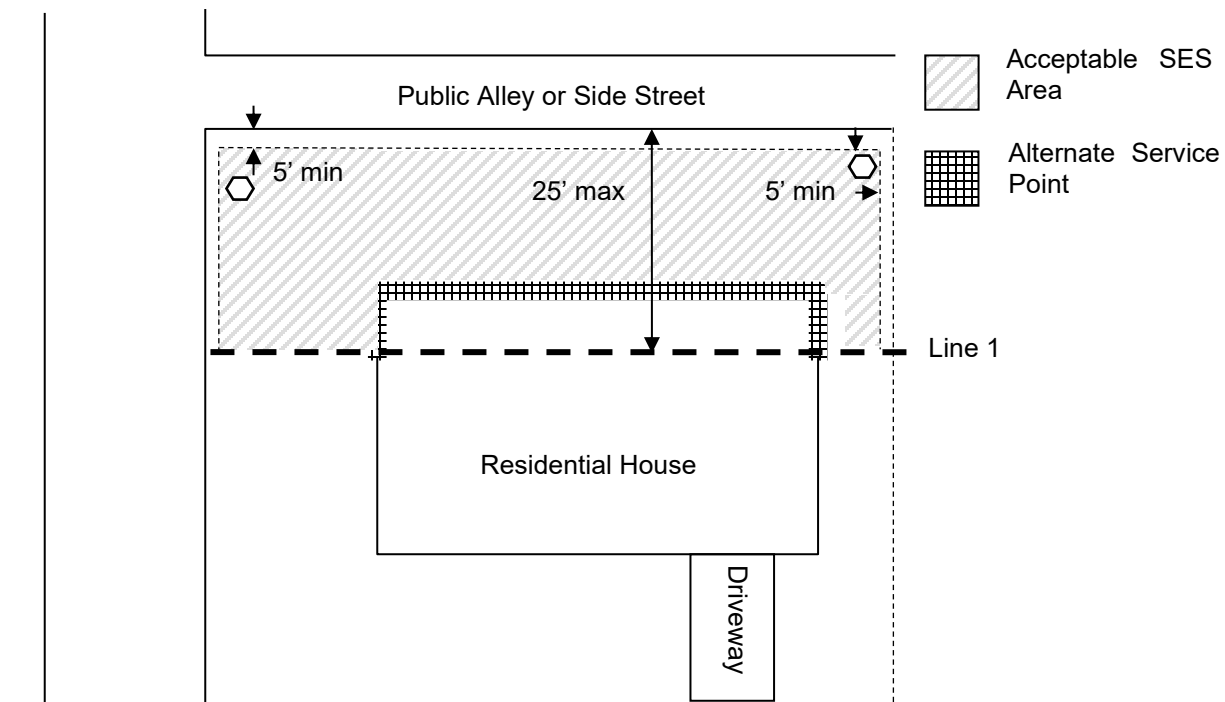 Public Alley or Side Street
5’ min
25’ max
5’ min
Line 1
Residential House
Driveway
Acceptable SES
Area
Alternate Service
Point